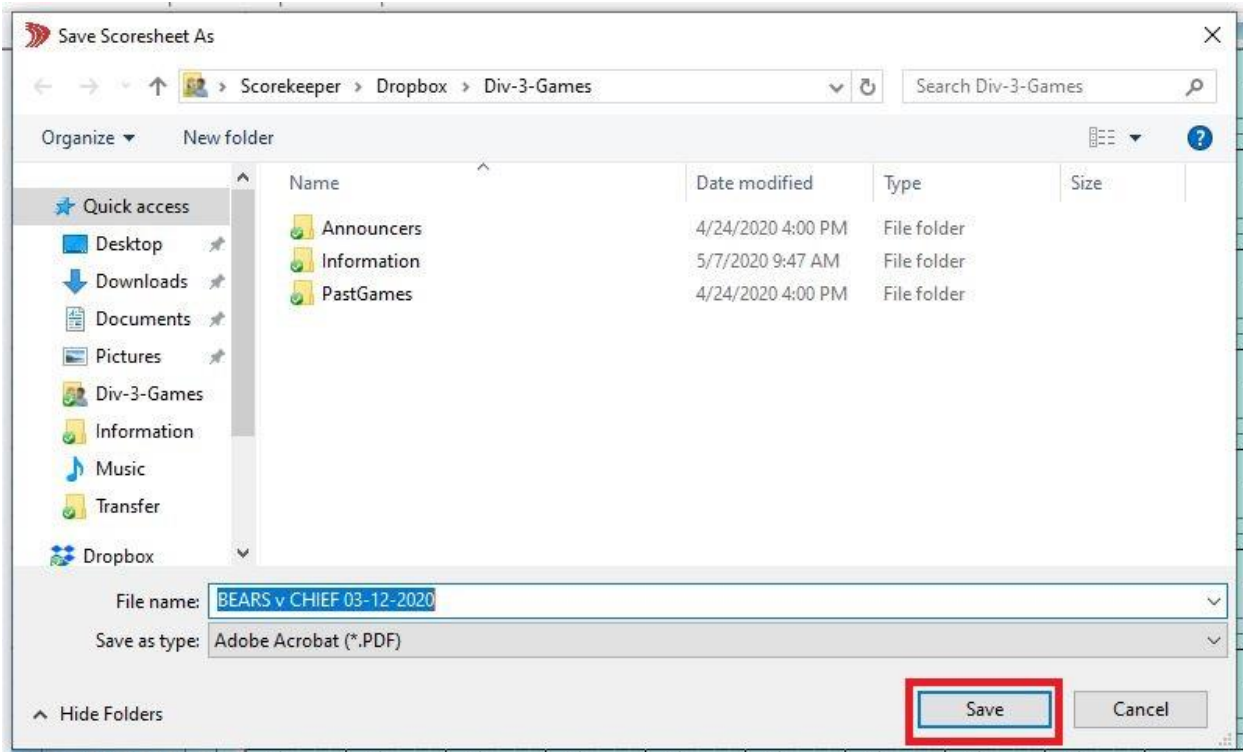 Save Scoresheet As
Scorekeeper > Dropbox > Div-3-Games
Search Div-3-Games
Organize
New folder
Name
Date modified
Type
Size
Quick access
Desktop
Downloads
Documents
Pictures
Div-3-Games
Information
Music
Transfer
Dropbox
Announcers 4/24/2020 4:00 PM File folder
Information 5/7/2020 9:47 AM File folder
PastGames 4/24/2020 4:00 PM File folder
File name: BEARS v CHIEF 03-12-2020
Save as type: Adobe Acrobat (*.PDF)
Hide Folders
Save
Cancel